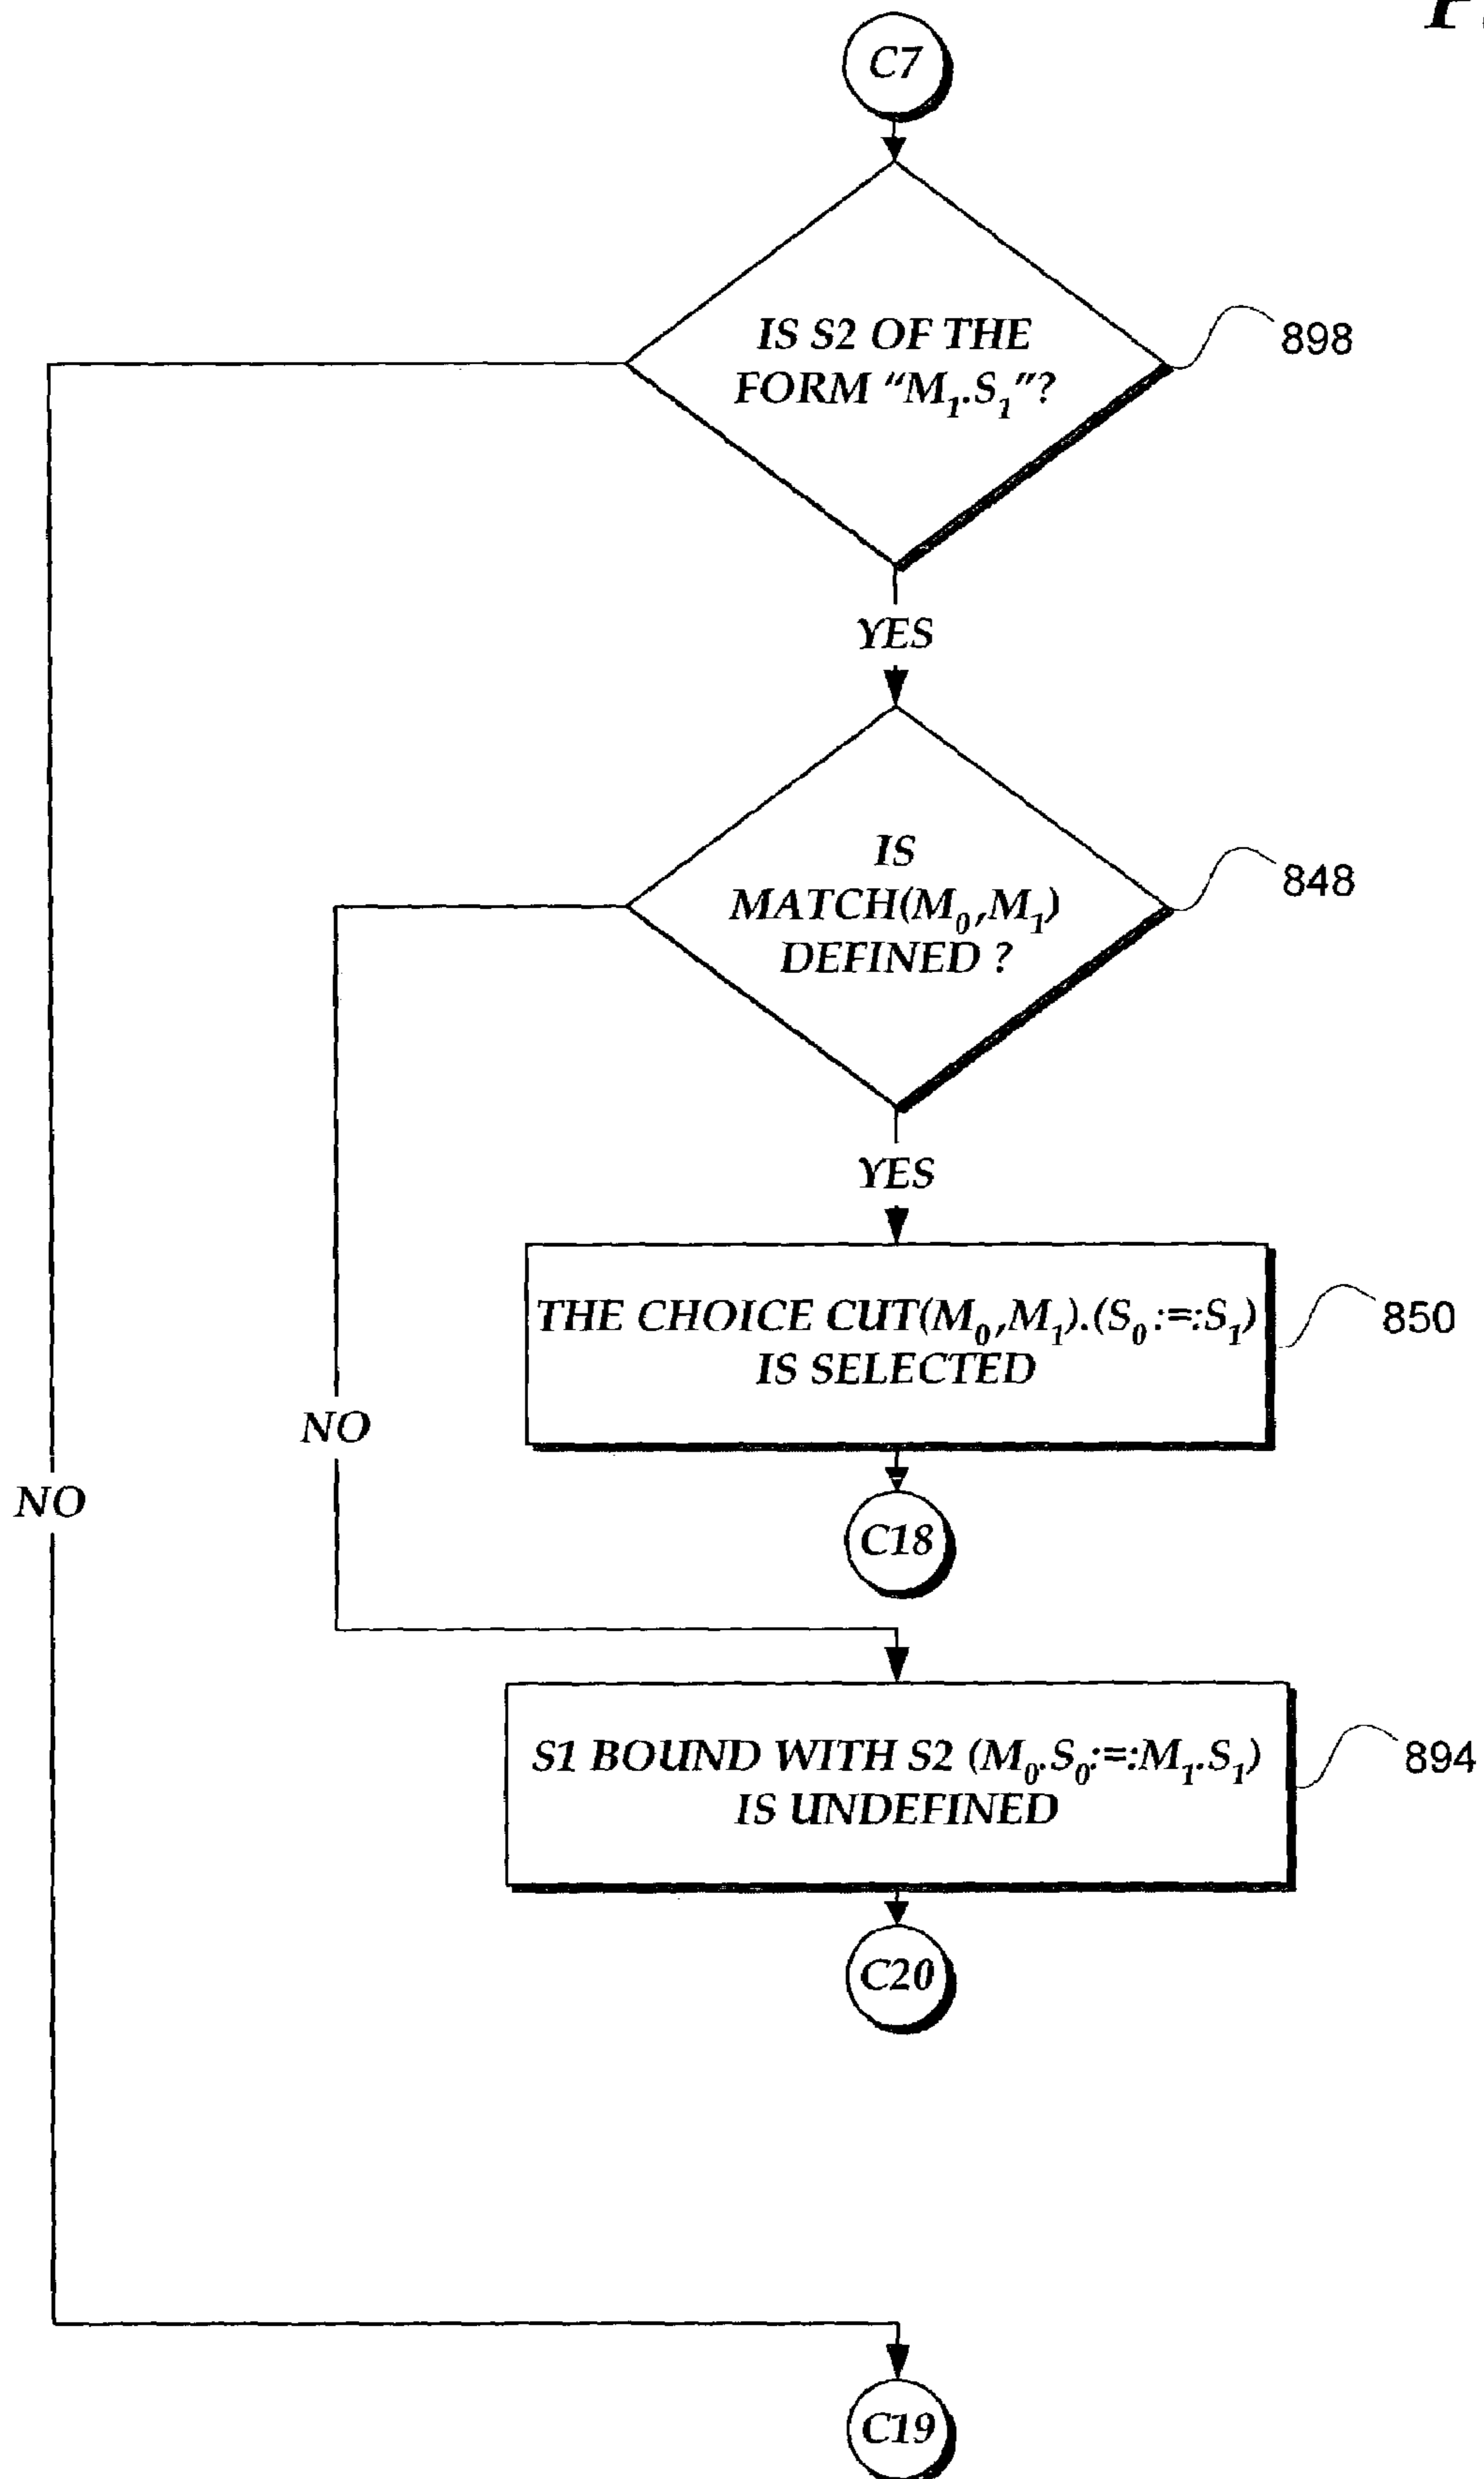 C7
IS S2 OF THE
FORM "M₁.S₁"?
898
YES
IS
MATCH(M₀,M₁)
DEFINED ?
848
YES
THE CHOICE CUT(M₀,M₁).(S₀:=:S₁)
IS SELECTED
850
NO
C18
NO
S1 BOUND WITH S2 (M₀.S₀:=:M₁.S₁)
IS UNDEFINED
894
C20
C19